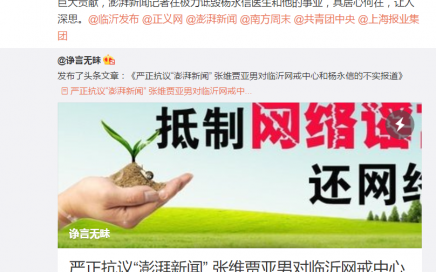 巨大贡献，澎湃新闻记者在极力诋毁杨永信医生和他的事业，其居心何在，让人
深思。@临沂发布 @正义网 @澎湃新闻 @南方周末 @共青团中央 @上海报业集
团
@诤言无昧
发布了头条文章：《严正抗议“澎湃新闻” 张维贾亚男对临沂网戒中心和杨永信的不实报道》
严正抗议“澎湃新闻” 张维贾亚男对临沂网戒中...
抵制网络谣
还网络
诤言无昧
严正抗议“澎湃新闻” 张维贾亚男对临沂网戒中心